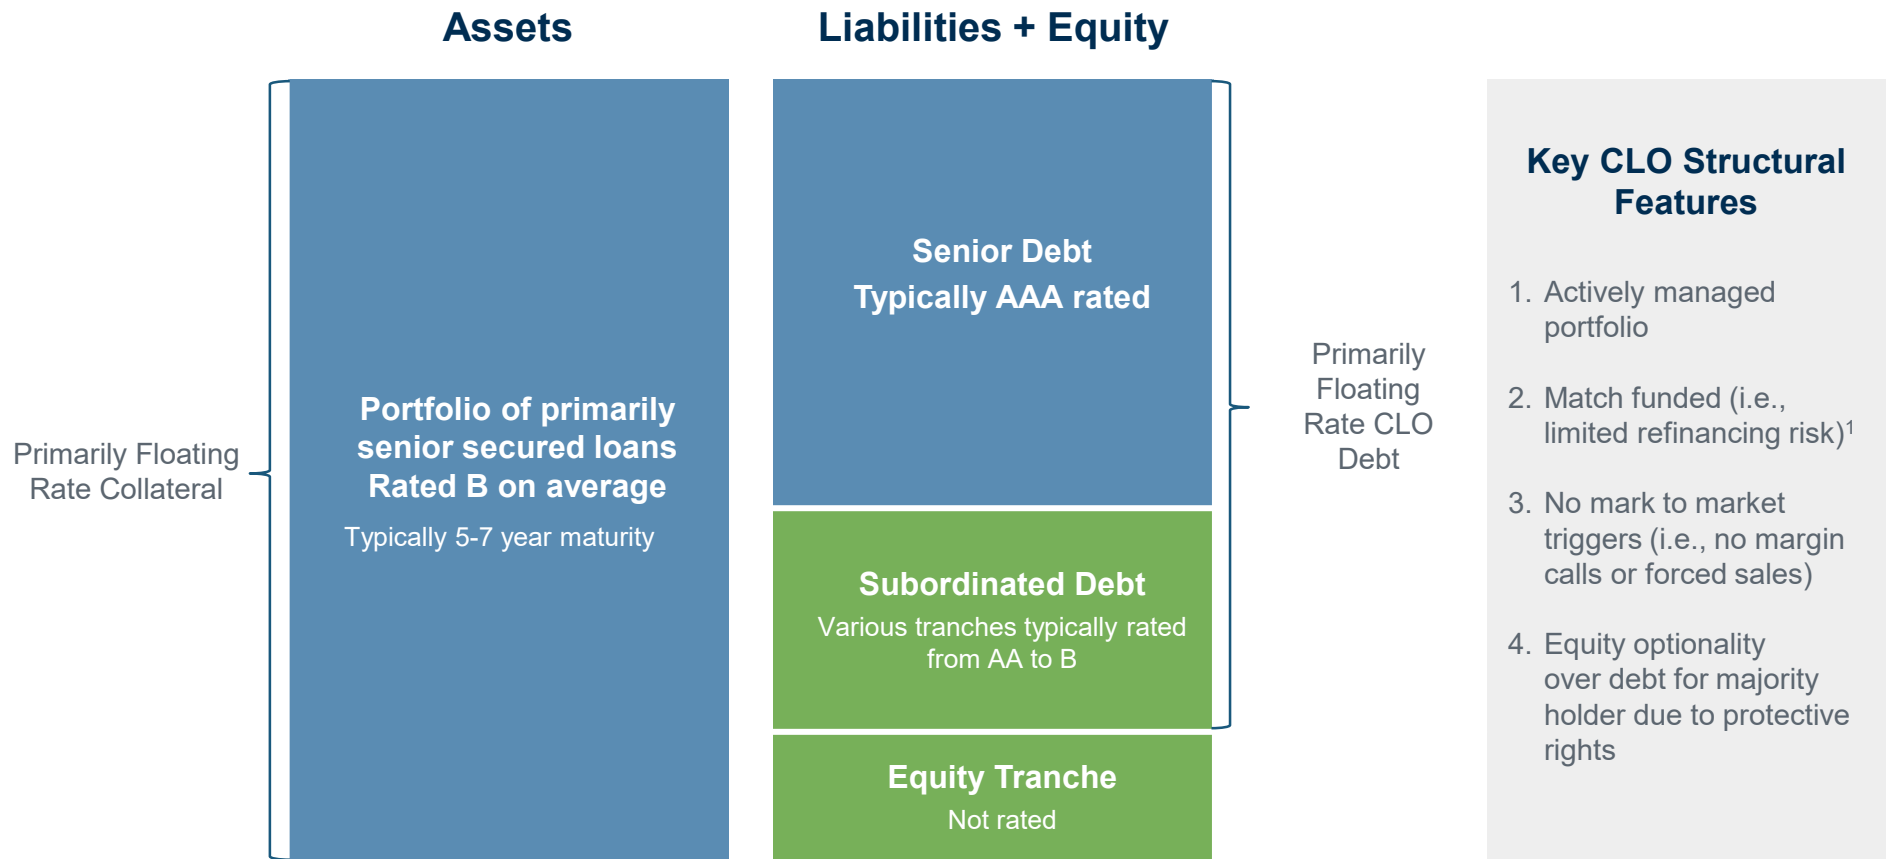 Assets
Liabilities + Equity
Primarily Floating
Rate Collateral
Portfolio of primarily
senior secured loans
Rated B on average
Typically 5-7 year maturity
Senior Debt
Typically AAA rated
Subordinated Debt
Various tranches typically rated
from AA to B
Equity Tranche
Not rated
Primarily
Floating
Rate CLO
Debt
Key CLO Structural
Features
1. Actively managed
portfolio
2. Match funded (i.e.,
limited refinancing risk)¹
3. No mark to market
triggers (i.e., no margin
calls or forced sales)
4. Equity optionality
over debt for majority
holder due to protective
rights